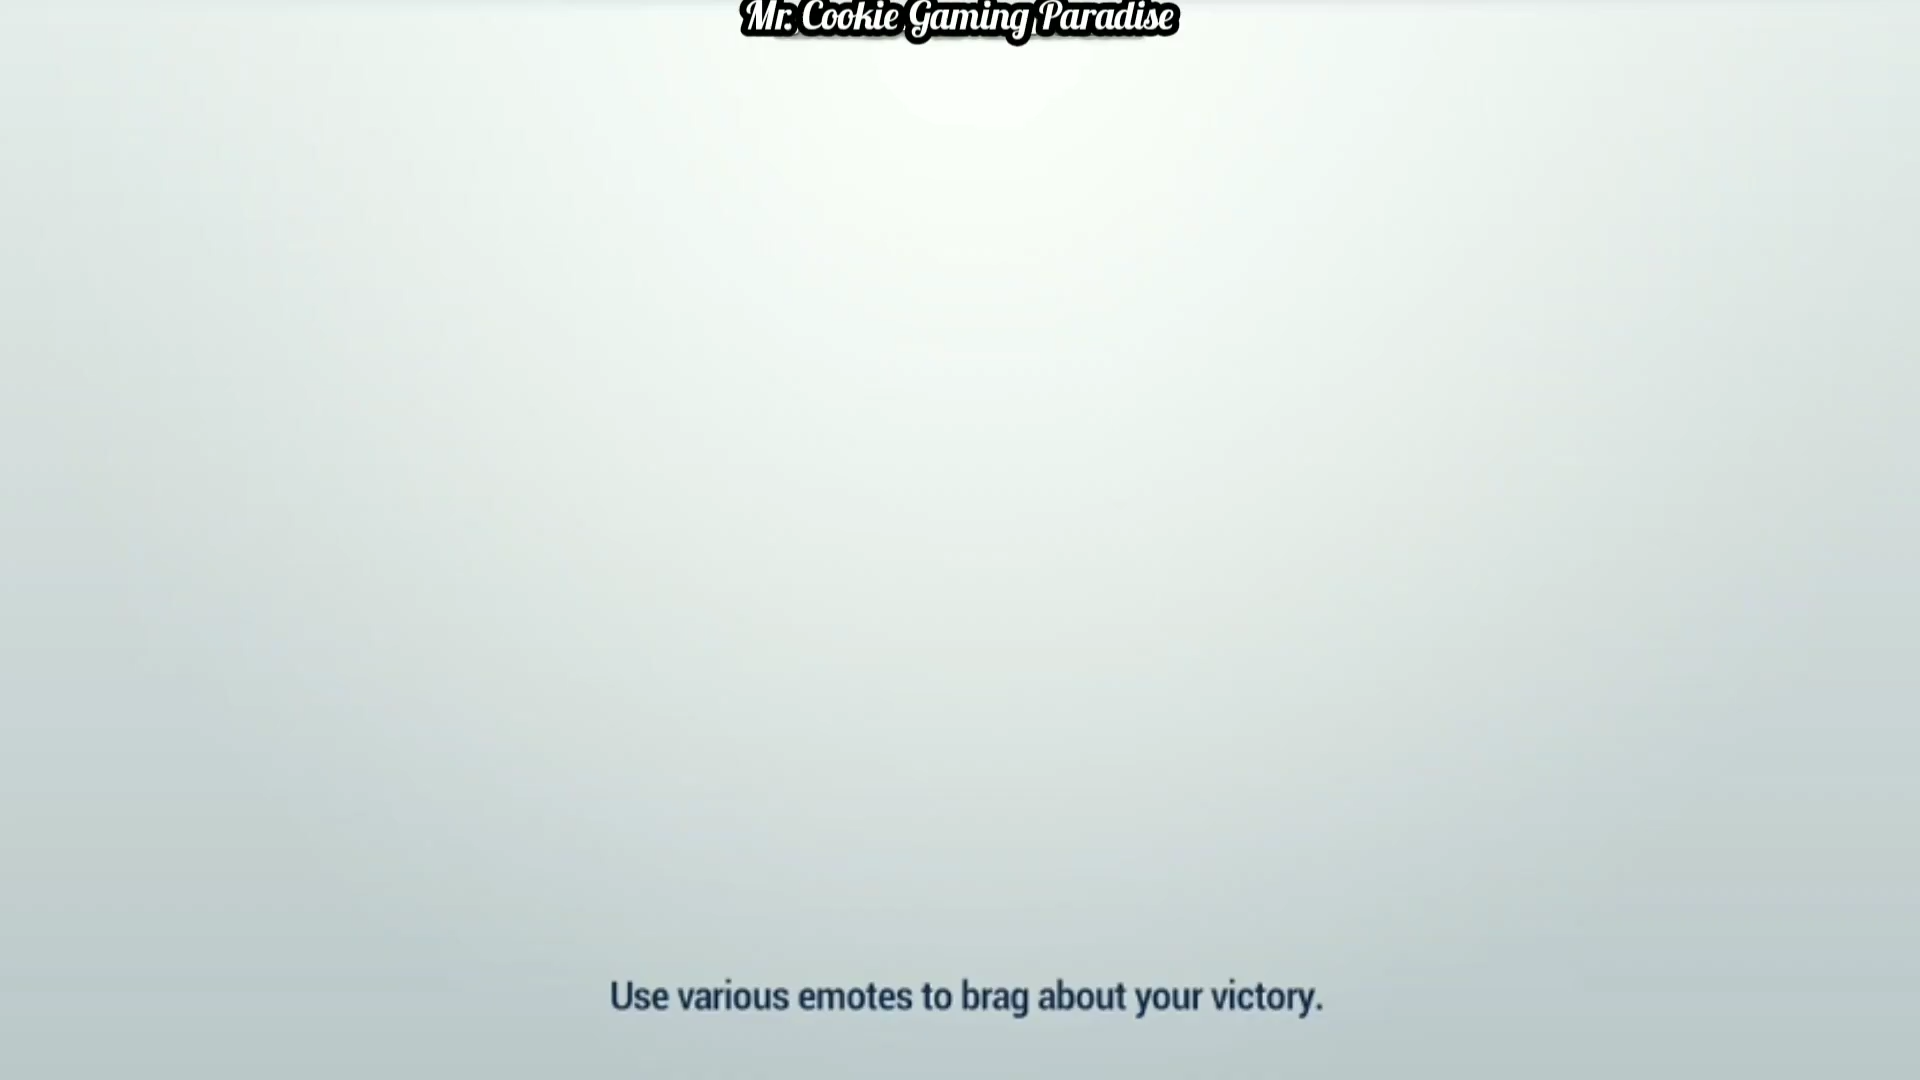 Mr. Cookie Gaming Paradise
Use various emotes to brag about your victory.